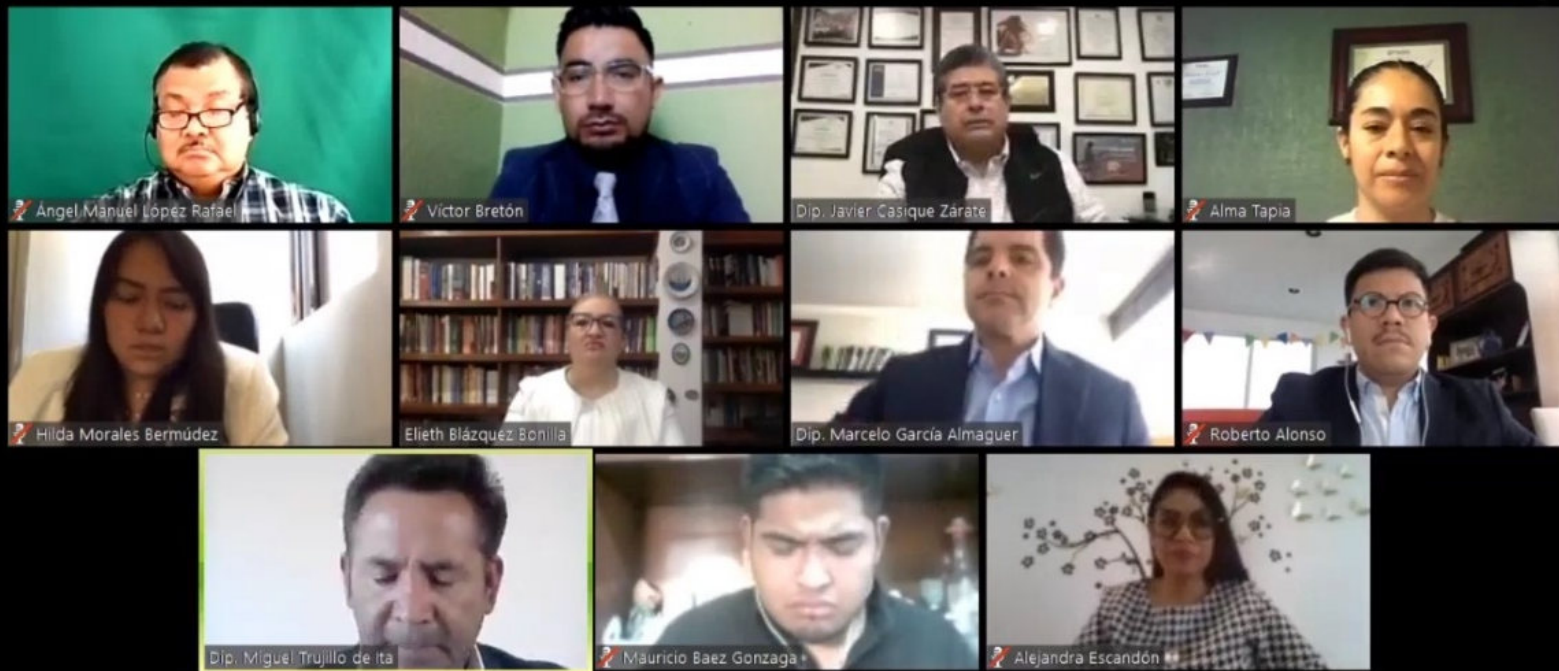 Ángel Manuel López Rafael
Víctor Bretón
Dip. Javier Casique Zárate
Alma Tapia
Hilda Morales Bermúdez
Elieth Blázquez Bonilla
Dip. Marcelo García Almaguer
Roberto Alonso
Dip. Miguel Trujillo de Ita
Mauricio Baez Gonzaga
Alejandra Escandón